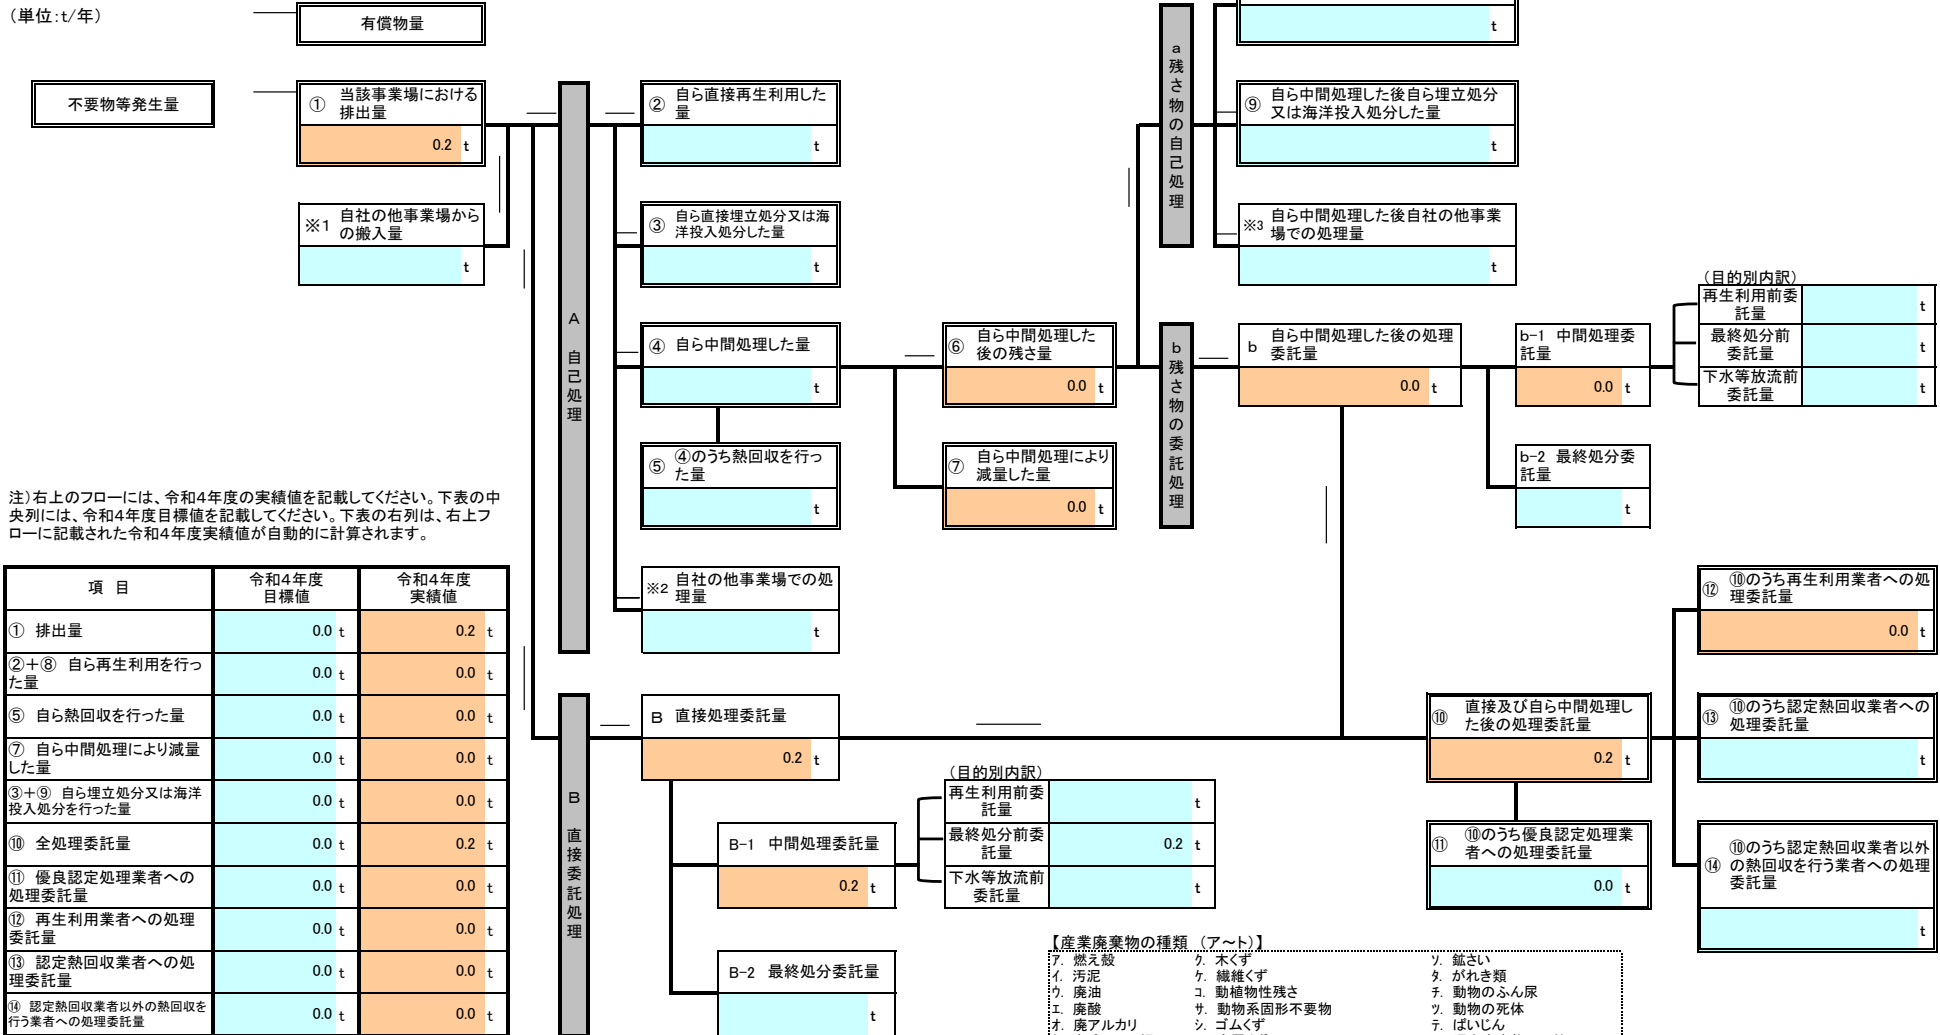 (単位:t/年)
有償物量
不要物等発生量
① 当該事業場における
排出量
0.2 t
※1 自社の他事業場から
の搬入量
t
A 自己処理
② 自ら直接再生利用した
量
t
③ 自ら直接埋立処分又は海
洋投入処分した量
t
④ 自ら中間処理した量
t
⑤ ④のうち熱回収を行っ
た量
t
※2 自社の他事業場での処
理量
t
⑥ 自ら中間処理した
後の残さ量
0.0 t
⑦ 自ら中間処理により
減量した量
0.0 t
a 残さ物の自己処理
t
⑨ 自ら中間処理した後自ら埋立処分
又は海洋投入処分した量
t
※3 自ら中間処理した後自社の他事業
場での処理量
t
b 残さ物の委託処理
b 自ら中間処理した後の処理
委託量
0.0 t
b-1 中間処理委
託量
0.0 t
b-2 最終処分委
託量
t
(目的別内訳)
再生利用前委
託量
t
最終処分前
委託量
t
下水等放流前
委託量
t
注)右上のフローには、令和4年度の実績値を記載してください。下表の中
央列には、令和4年度目標値を記載してください。下表の右列は、右上フ
ローに記載された令和4年度実績値が自動的に計算されます。
項 目 令和4年度
目標値 令和4年度
実績値
① 排出量 0.0 t 0.2 t
②+⑧ 自ら再生利用を行っ
た量 0.0 t 0.0 t
⑤ 自ら熱回収を行った量 0.0 t 0.0 t
⑦ 自ら中間処理により減量
した量 0.0 t 0.0 t
③+⑨ 自ら埋立処分又は海洋
投入処分を行った量 0.0 t 0.0 t
⑩ 全処理委託量 0.0 t 0.2 t
⑪ 優良認定処理業者への
処理委託量 0.0 t 0.0 t
⑫ 再生利用業者への処理
委託量 0.0 t 0.0 t
⑬ 認定熱回収業者への処
理委託量 0.0 t 0.0 t
⑭ 認定熱回収業者以外の熱回収を
行う業者への処理委託量 0.0 t 0.0 t
B 直接委託処理
B 直接処理委託量
0.2 t
B-1 中間処理委託量
0.2 t
B-2 最終処分委託量
t
(目的別内訳)
再生利用前委
託量
t
最終処分前委
託量
0.2 t
下水等放流前
委託量
t
⑩ 直接及び自ら中間処理し
た後の処理委託量
0.2 t
⑪ ⑩のうち優良認定処理業
者への処理委託量
0.0 t
⑫ ⑩のうち再生利用業者への処
理委託量
0.0 t
⑬ ⑩のうち認定熱回収業者への
処理委託量
t
⑭ ⑩のうち認定熱回収業者以外
の熱回収を行う業者への処理
委託量
t
【産業廃棄物の種類 (ア~ト)】
ア. 燃え殻 ク. 木くず ソ. 鉱さい
イ. 汚泥 ケ. 繊維くず タ. がれき類
ウ. 廃油 コ. 動植物性残さ チ. 動物のふん尿
エ. 廃酸 サ. 動物系固形不要物 ツ. 動物の死体
オ. 廃アルカリ シ. ゴムくず テ. ばいじん